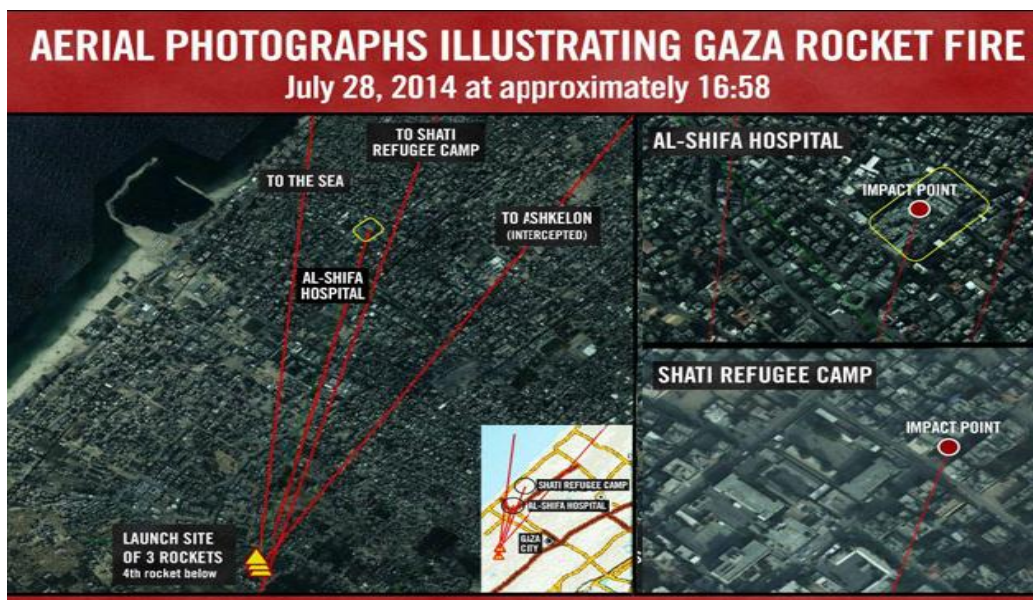 AERIAL PHOTOGRAPHS ILLUSTRATING GAZA ROCKET FIRE
July 28, 2014 at approximately 16:58
TO SHATI
REFUGEE CAMP
TO THE SEA
TO ASHKELON
(INTERCEPTED)
AL-SHIFA
HOSPITAL
LAUNCH SITE
OF 3 ROCKETS
4th rocket below
SHATI REFUGEE CAMP
AL-SHIFA HOSPITAL
GAZA
CITY
AL-SHIFA HOSPITAL
IMPACT POINT
SHATI REFUGEE CAMP
IMPACT POINT